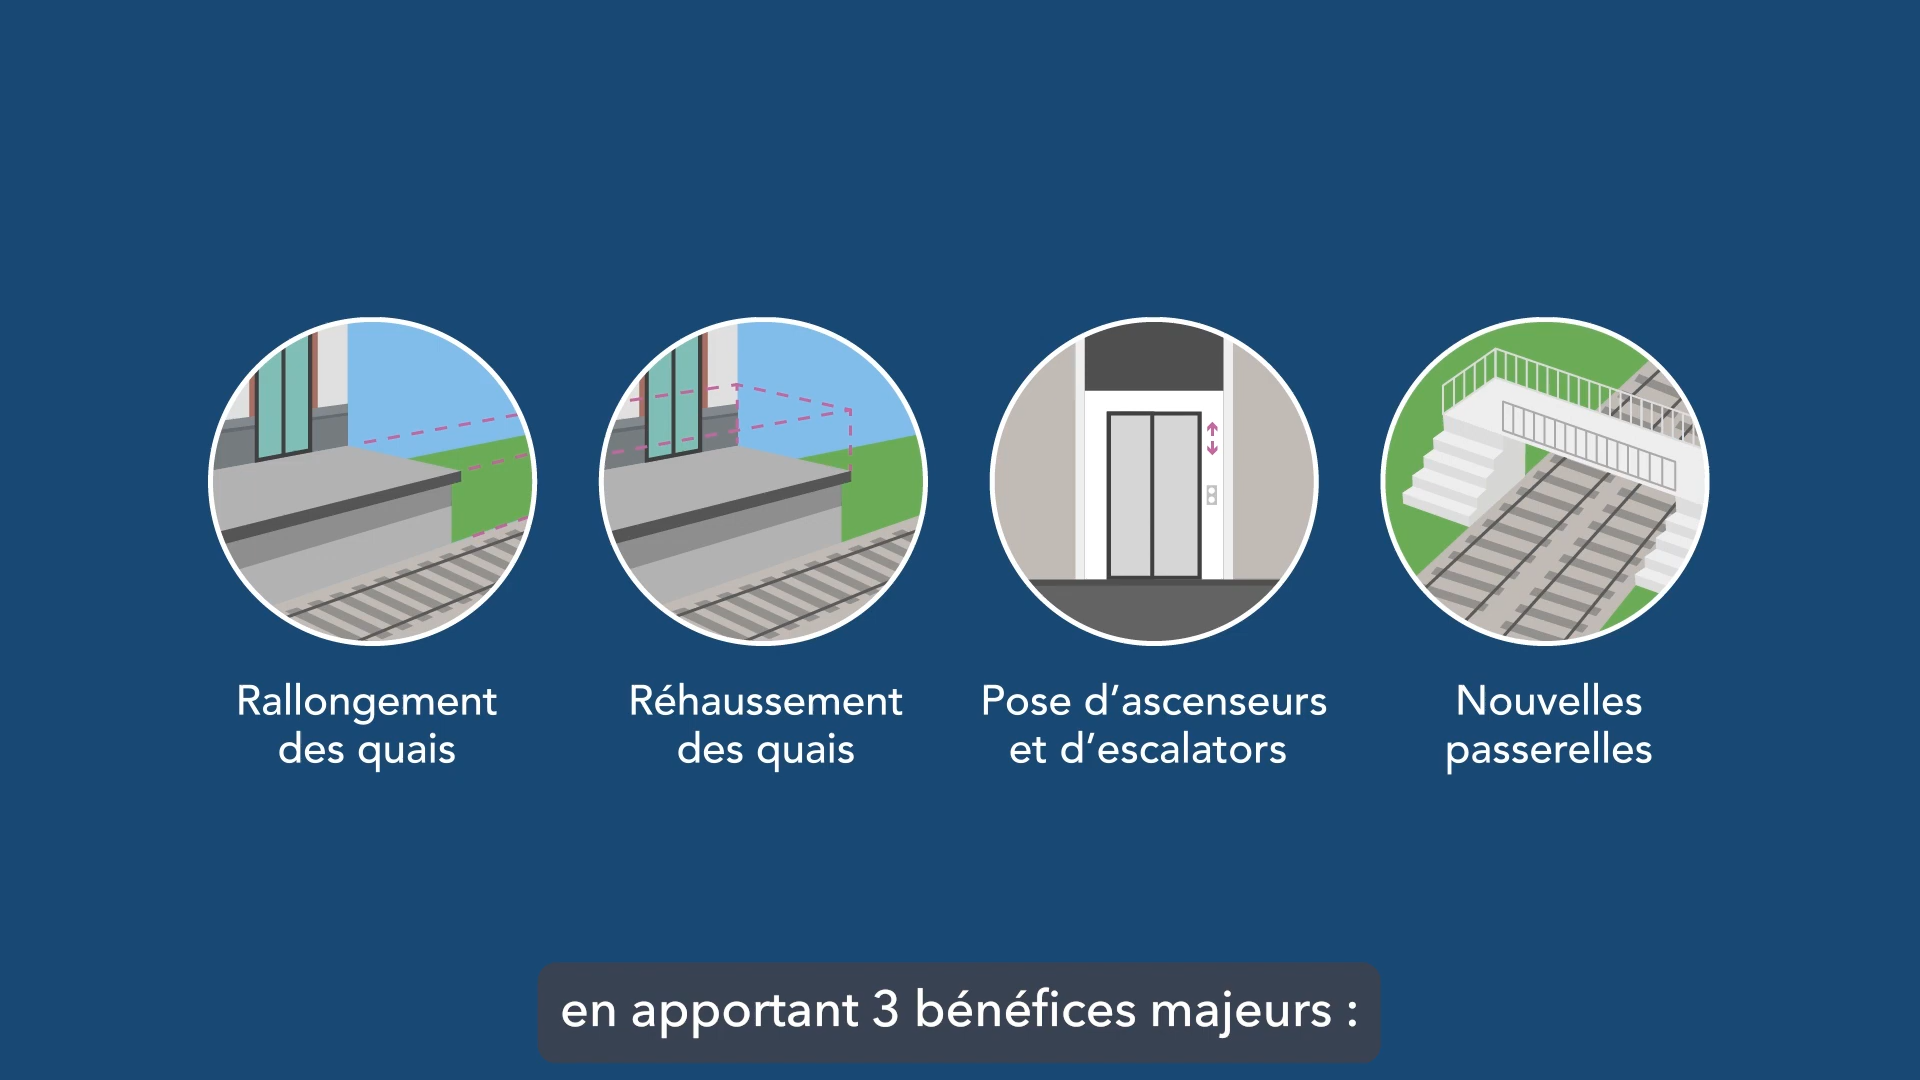 Rallongement
des quais
Réhaussement
des quais
Pose d’ascenseurs
et d’escalators
Nouvelles
passerelles
en apportant 3 bénéfices majeurs :